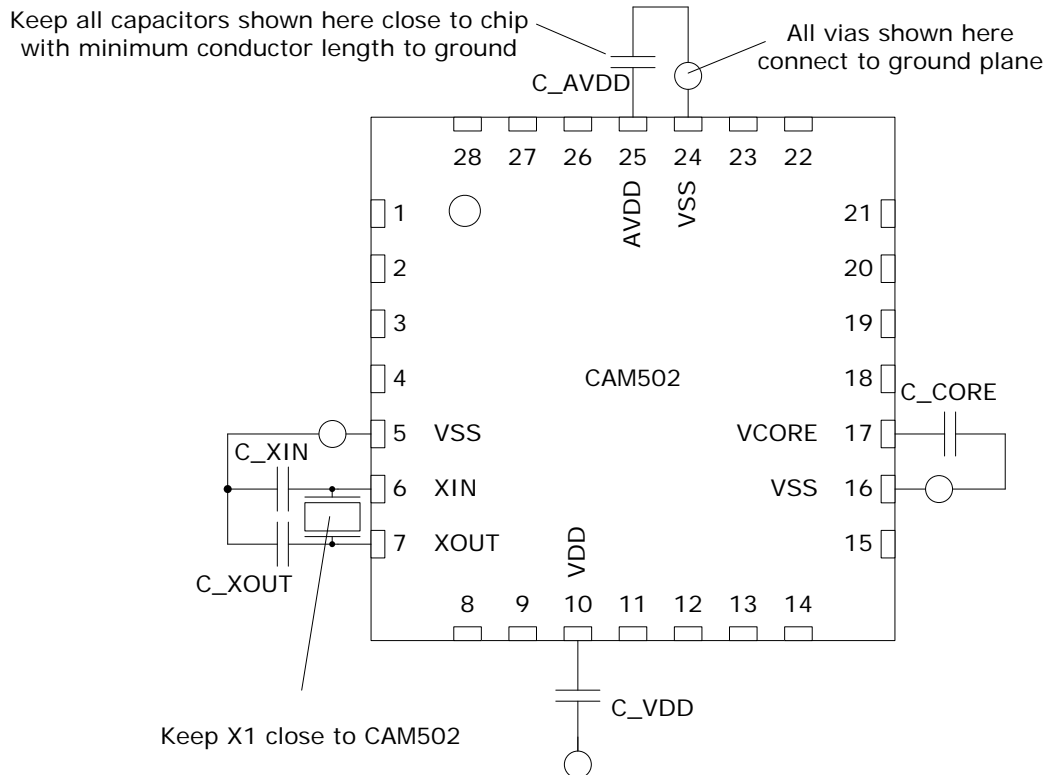 Keep all capacitors shown here close to chip
with minimum conductor length to ground
All vias shown here
connect to ground plane
C_AVDD
28 27 26 25 24 23 22
AVDD
VSS
1
21
2
20
3
19
4
CAM502
18
C_CORE
5 VSS
VCORE 17
C_XIN
6 XIN
VSS 16
7 XOUT
15
C_XOUT
VDD
8 9 10 11 12 13 14
C_VDD
Keep X1 close to CAM502